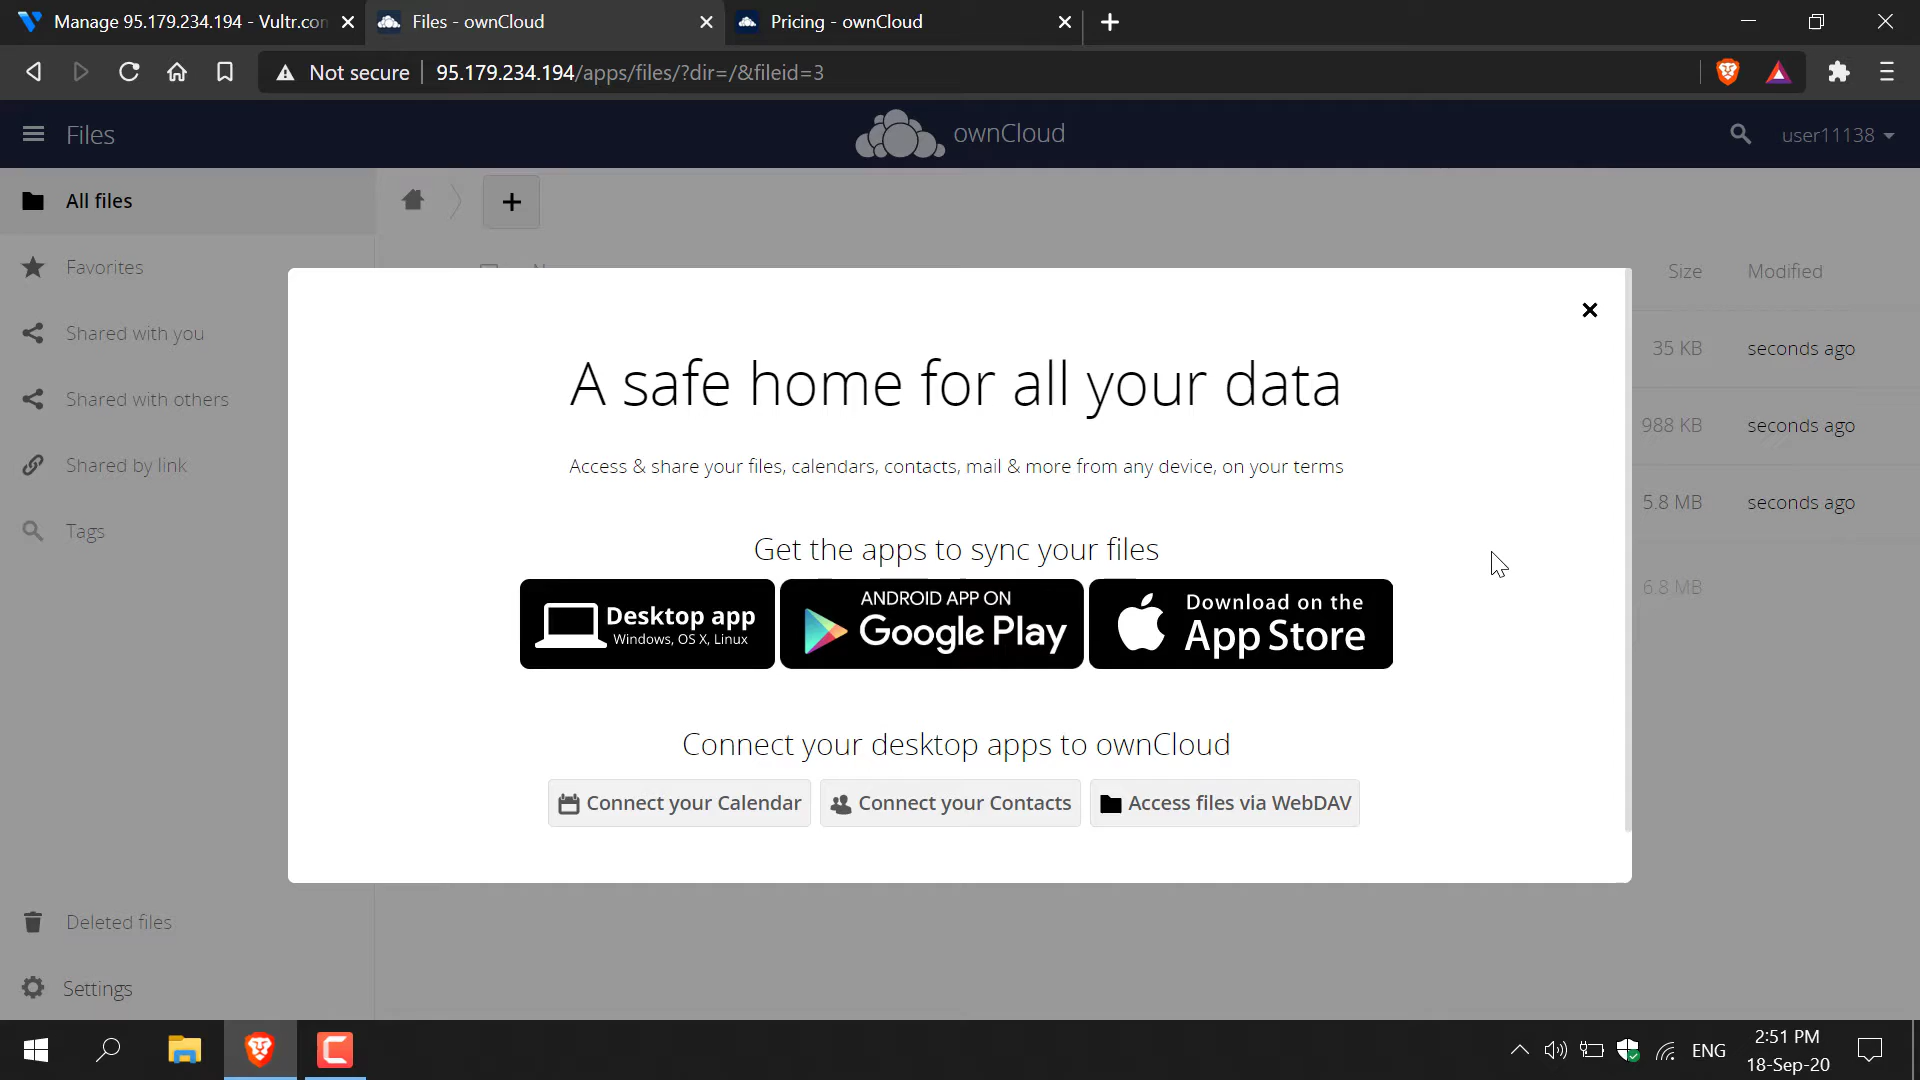 Manage 95.179.234.194 - Vultr.con
Files - ownCloud
Pricing - ownCloud
Not secure
95.179.234.194/apps/files/?dir=/&fileid=3
Files
ownCloud
user11138
All files
Favorites
Shared with you
Shared with others
Shared by link
Tags
Deleted files
Settings
Size
Modified
35 KB
seconds ago
988 KB
seconds ago
5.8 MB
seconds ago
6.8 MB
A safe home for all your data
Access & share your files, calendars, contacts, mail & more from any device, on your terms
Get the apps to sync your files
Desktop app
Windows, OS X, Linux
ANDROID APP ON
Google Play
Download on the
App Store
Connect your desktop apps to ownCloud
Connect your Calendar
Connect your Contacts
Access files via WebDAV
ENG
2:51 PM
18-Sep-20